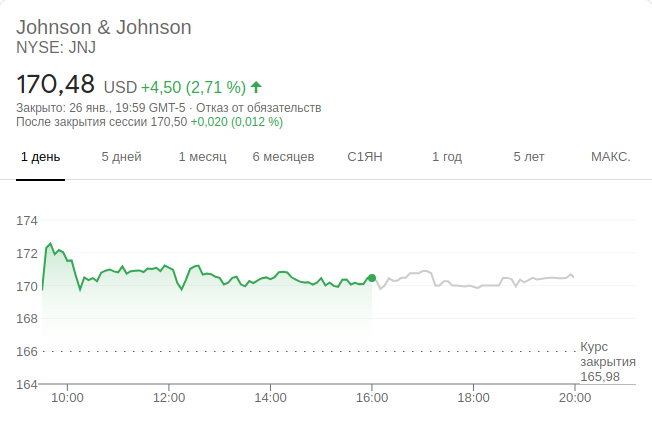 Johnson & Johnson
NYSE: JNJ
170,48 USD +4,50 (2,71 %)
Закрыто: 26 янв., 19:59 GMT-5 · Отказ от обязательств
После закрытия сессии 170,50 +0,020 (0,012 %)
1 день 5 дней 1 месяц 6 месяцев С1ЯН 1 год 5 лет МАКС.
174
172
170
168
166
164
Курс
закрытия
165,98
10:00 12:00 14:00 16:00 18:00 20:00